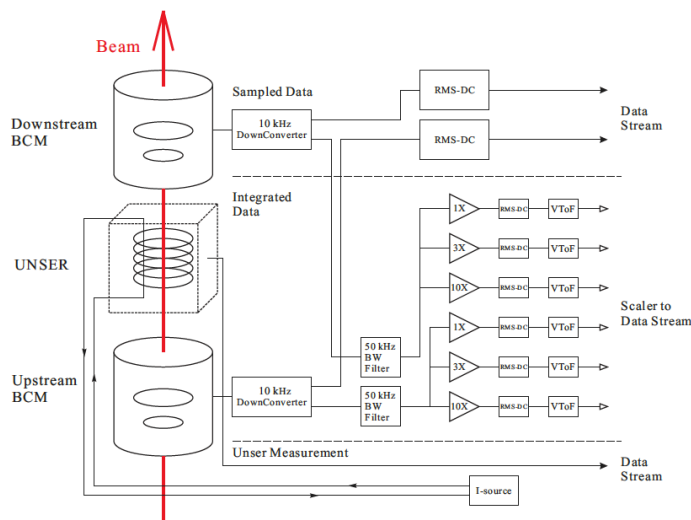 Beam
Sampled Data
RMS-DC
Downstream
BCM
10 kHz
DownConverter
RMS-DC
Data
Stream
Integrated
Data
1X
RMS-DC
VToF
UNSER
3X
RMS-DC
VToF
10X
RMS-DC
VToF
Scaler to
Data Stream
1X
RMS-DC
VToF
50 kHz
BW
Filter
3X
RMS-DC
VToF
Upstream
BCM
10 kHz
DownConverter
50 kHz
BW
Filter
10X
RMS-DC
VToF
Unser Measurement
Data
Stream
I-source